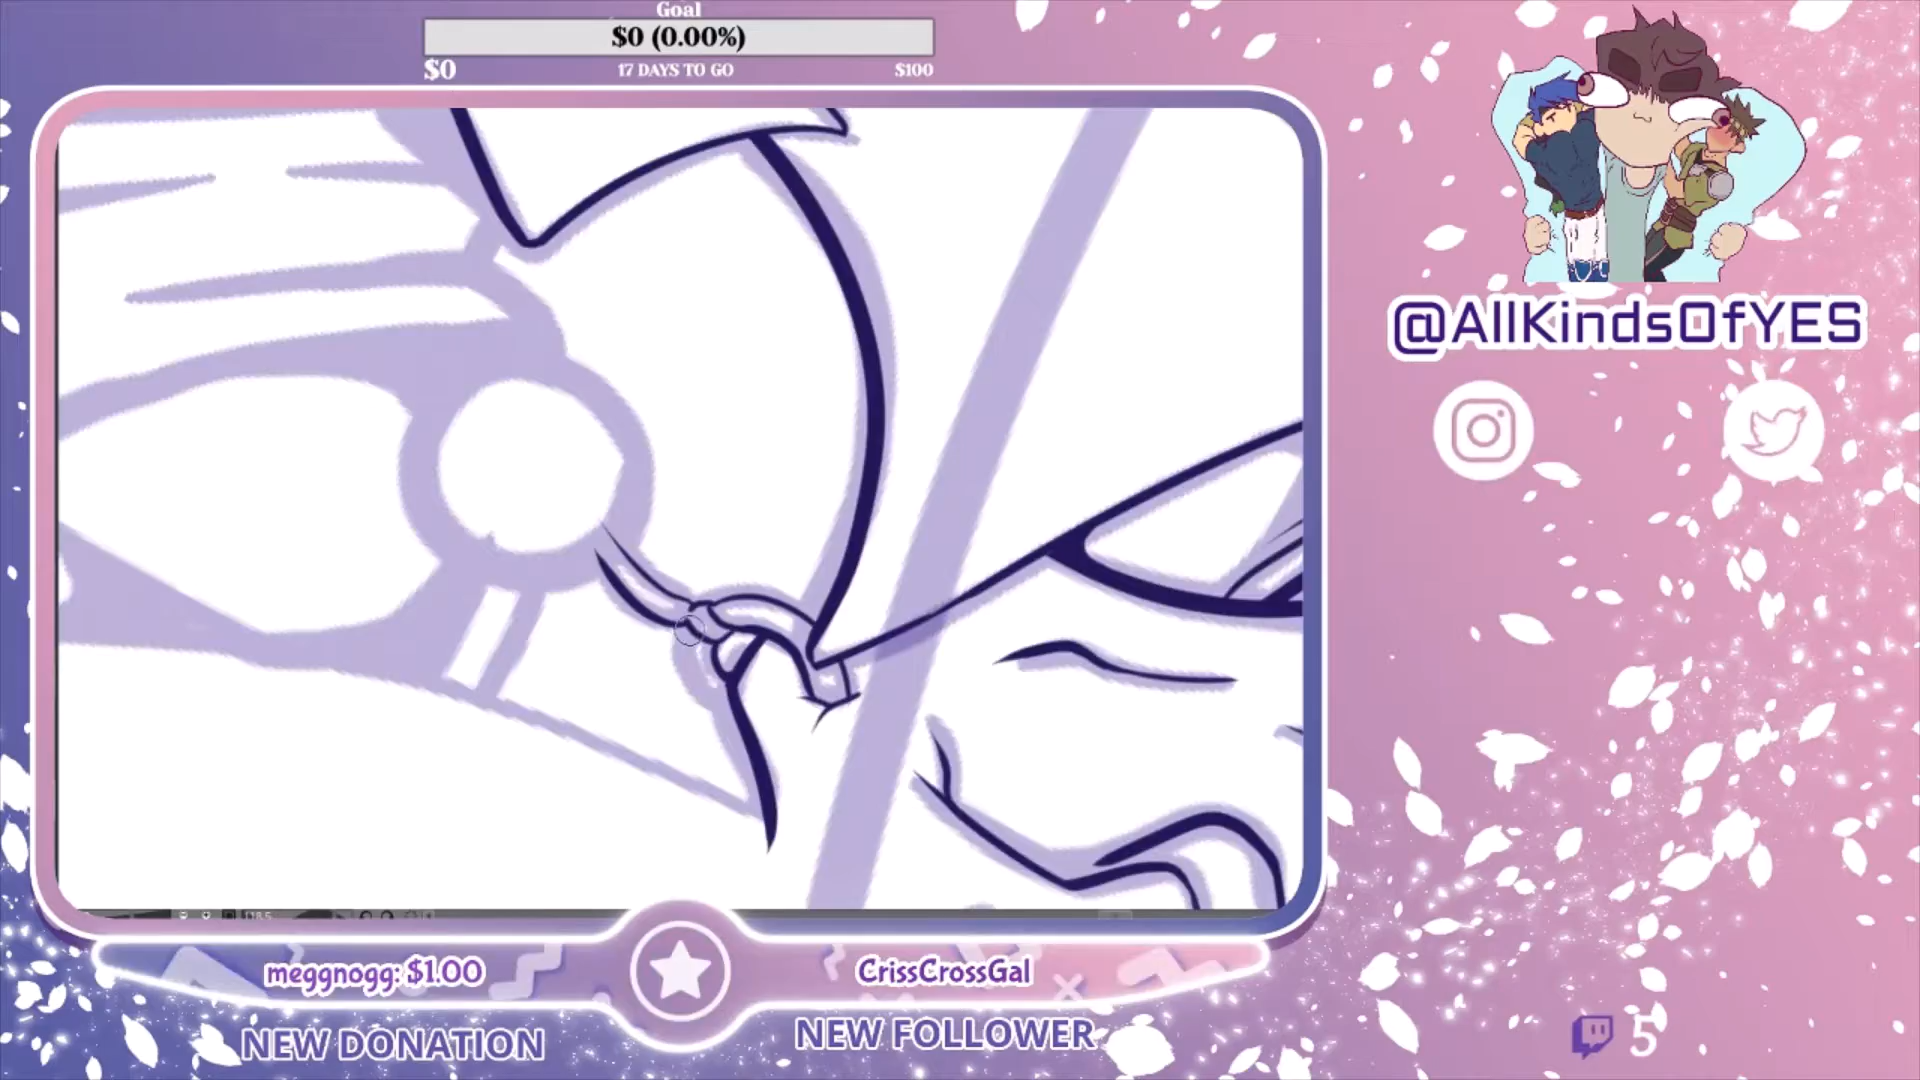 Goal
$0 (0.00%)
$0 17 DAYS TO GO $100
@AllKindsOfYES
meggnogg: $1.00
CrissCrossGal
NEW DONATION
NEW FOLLOWER
5